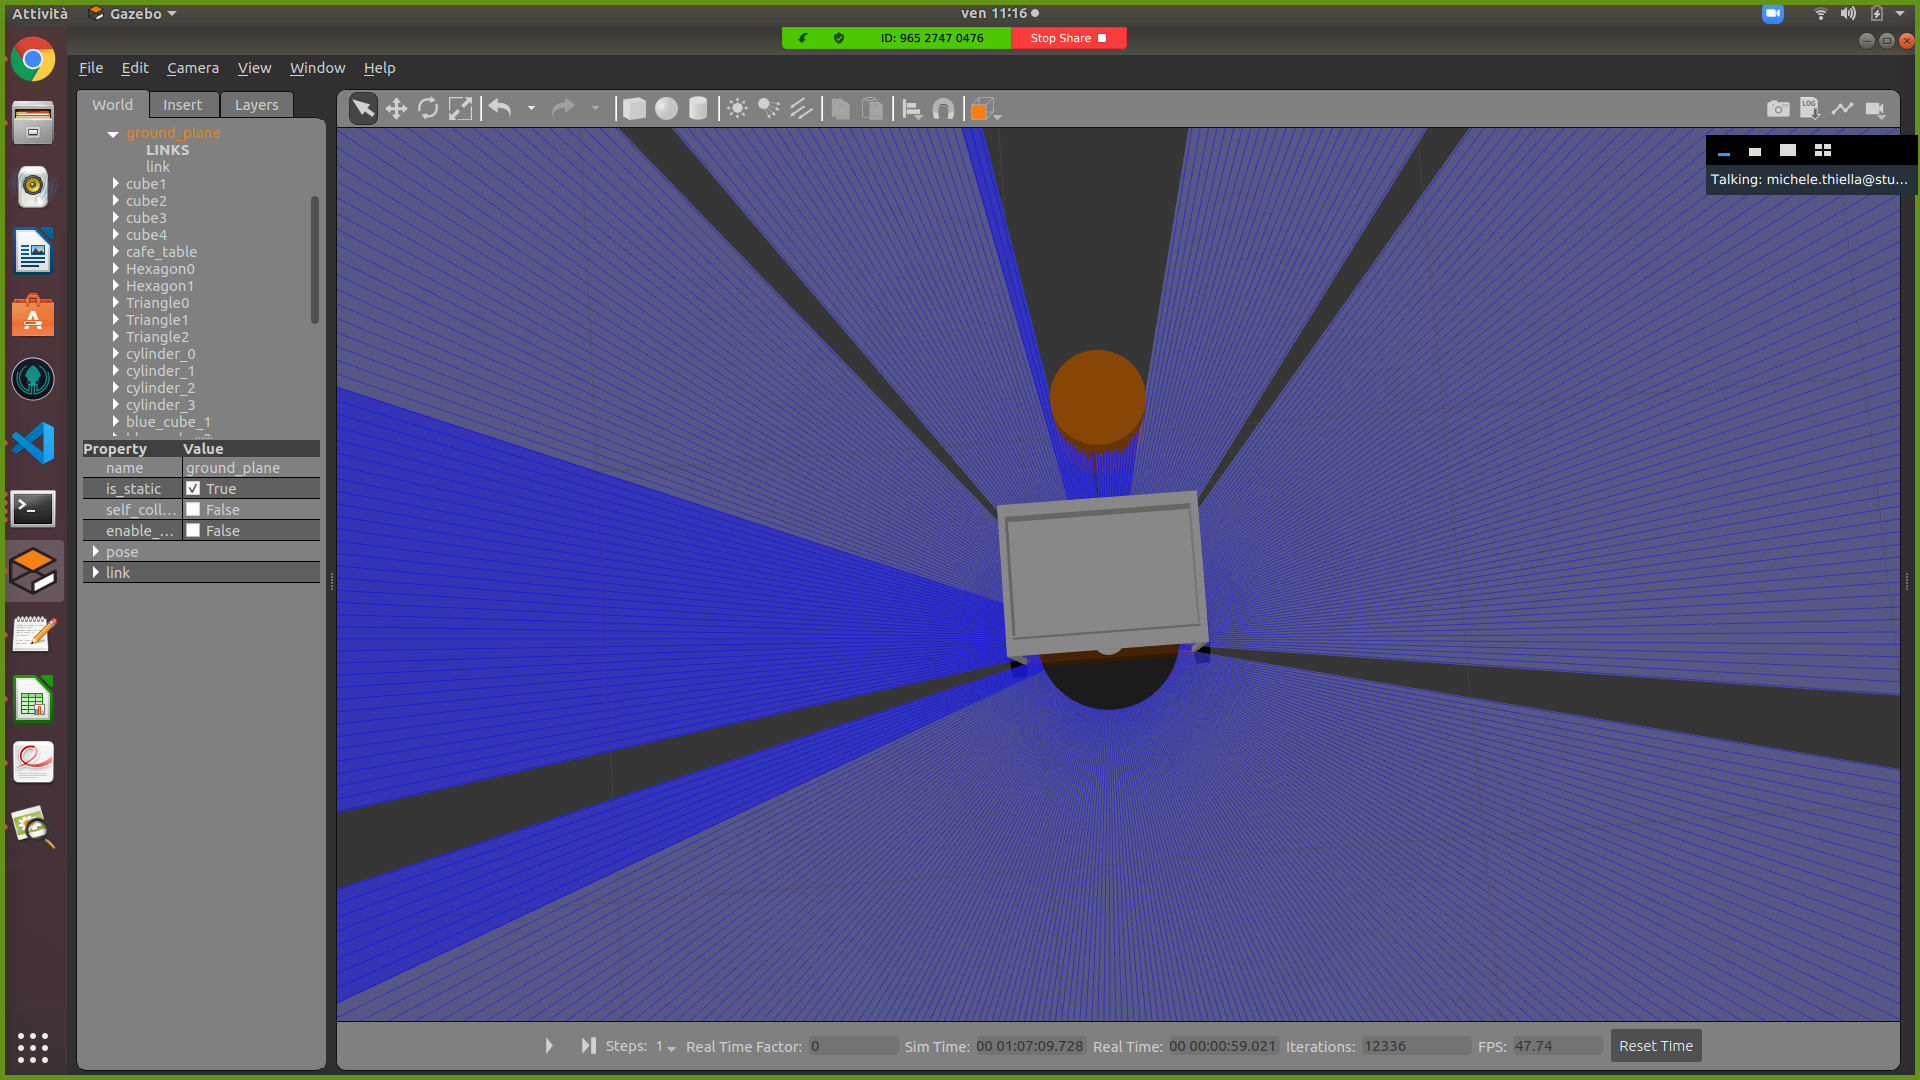 Attività Gazebo ven 11:16
ID: 965 2747 0476 Stop Share
File Edit Camera View Window Help
World Insert Layers
Talking: michele.thiella@stu...
ground_plane
LINKS
link
cube1
cube2
cube3
cube4
cafe_table
Hexagon0
Hexagon1
Triangle0
Triangle1
Triangle2
cylinder_0
cylinder_1
cylinder_2
cylinder_3
blue_cube_1
Property Value
name ground_plane
is_static True
self_coll... False
enable_... False
pose
link
LOG
Steps: 1 Real Time Factor: 0 Sim Time: 00 01:07:09.728 Real Time: 00 00:00:59.021 Iterations: 12336 FPS: 47.74 Reset Time